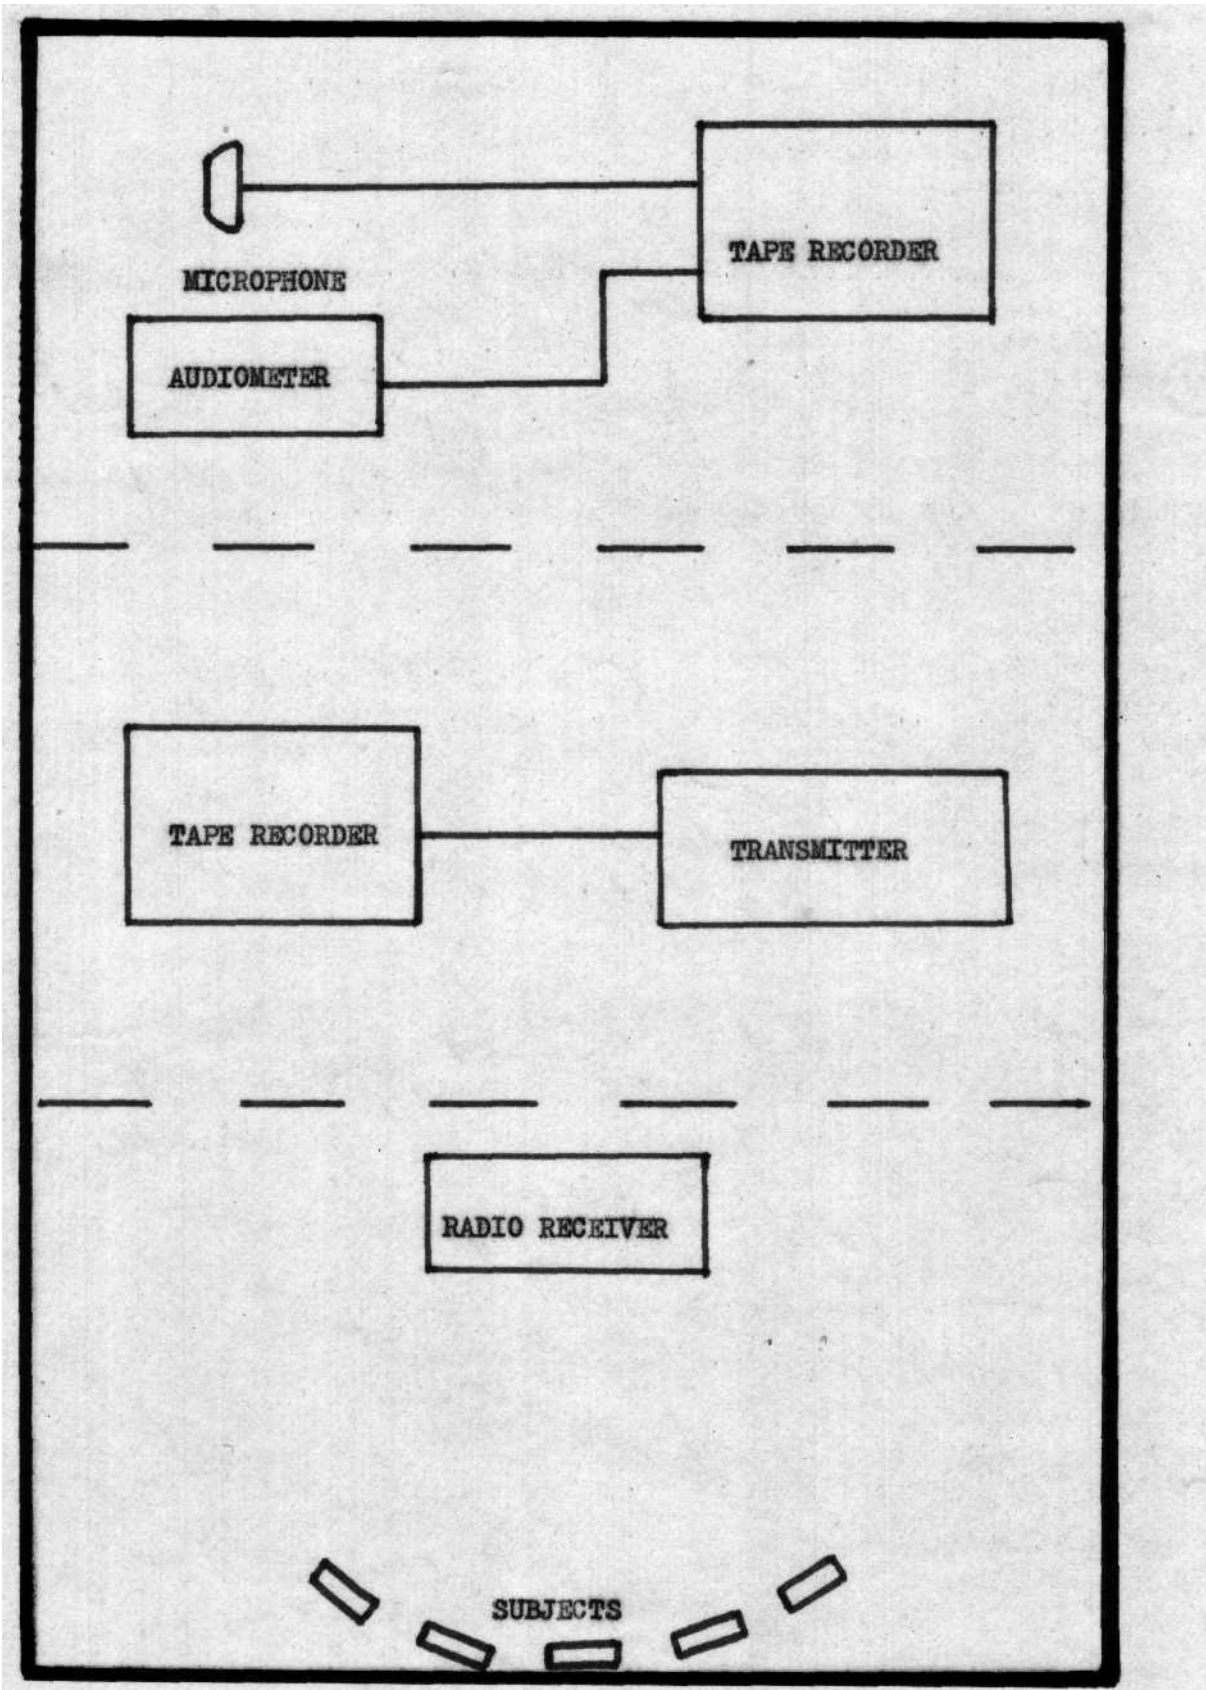 TAPE RECORDER
MICROPHONE
AUDIOMETER
TAPE RECORDER
TRANSMITTER
RADIO RECEIVER
SUBJECTS